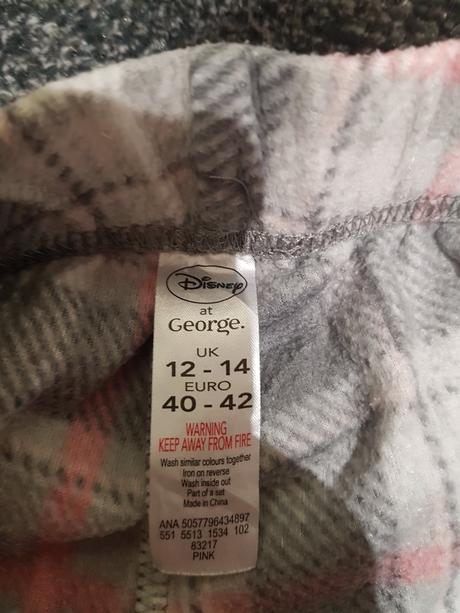 Disney
at
George.
UK
12 - 14
EURO
40 - 42
WARNING
KEEP AWAY FROM FIRE
Wash similar colours together
Iron on reverse
Wash inside out
Part of a set
Made in China
ANA 5057796434897
551 5513 1534 102
83217
PINK